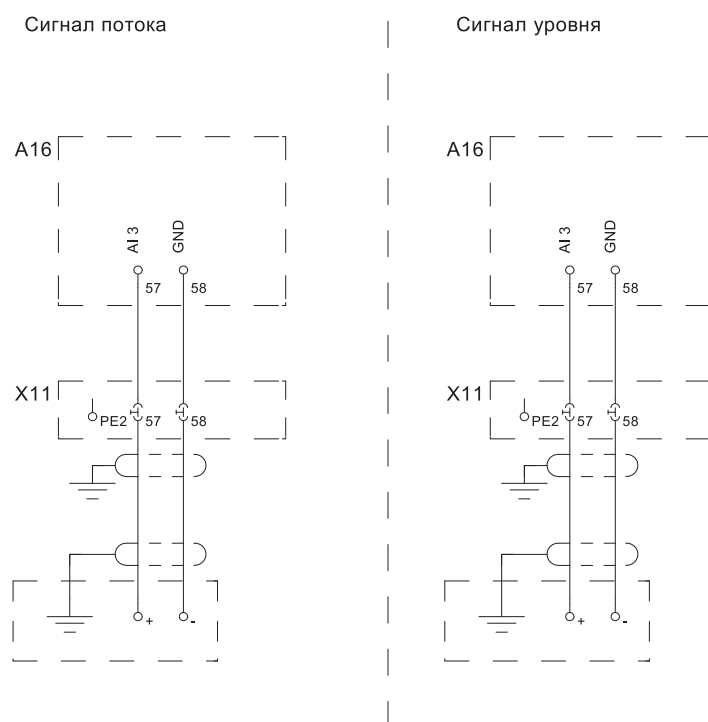 Сигнал потока
A16
AI 3
GND
57
58
X11
PE2
57
58
+
-
Сигнал уровня
A16
AI 3
GND
57
58
X11
PE2
57
58
+
-